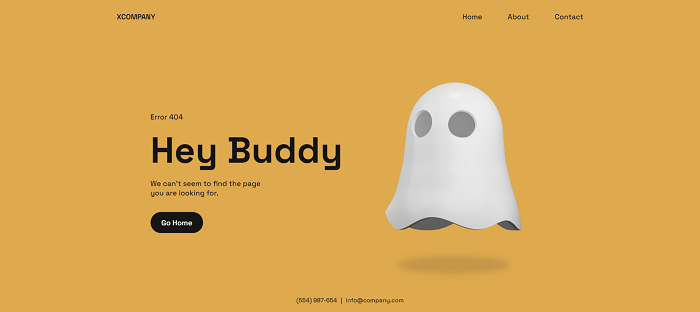 XCOMPANY
Home About Contact
Error 404
Hey Buddy
We can't seem to find the page
you are looking for.
Go Home
(554) 987-654 | info@company.com